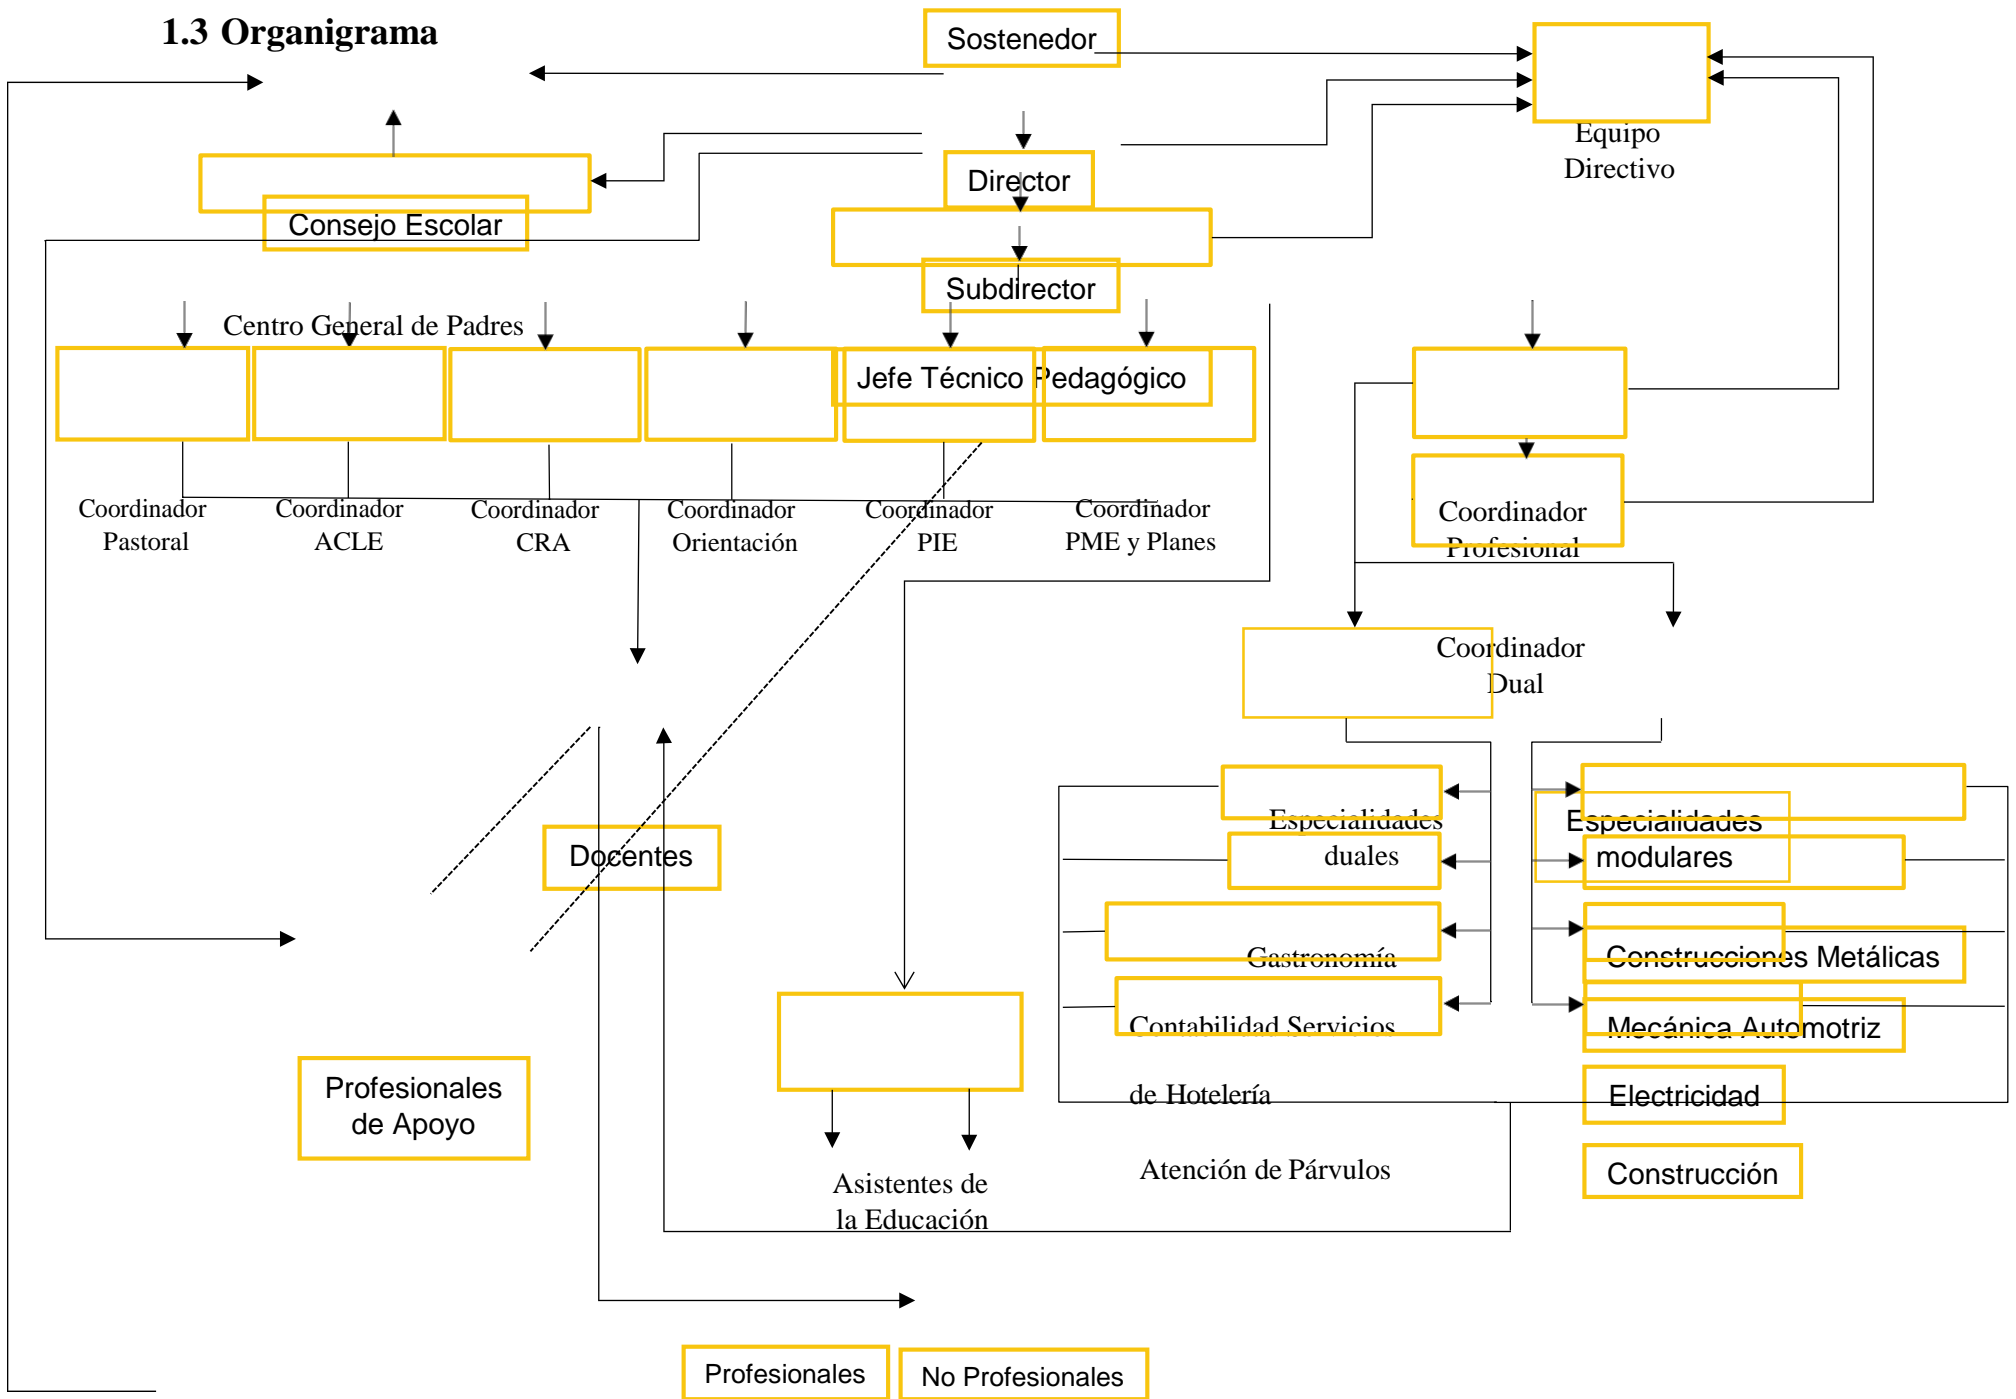 1.3 Organigrama
Sostenedor
Equipo
Directivo
Director
Consejo Escolar
Subdirector
Centro General de Padres
Jefe Técnico Pedagógico
Coordinador
Pastoral
Coordinador
ACLE
Coordinador
CRA
Coordinador
Orientación
Coordinador
PIE
Coordinador
PME y Planes
Coordinador
Profesional
Coordinador
Dual
Especialidades
duales
Especialidades
modulares
Docentes
Gastronomía
Construcciones Metálicas
Contabilidad Servicios
Mecánica Automotriz
Profesionales
de Apoyo
de Hotelería
Electricidad
Atención de Párvulos
Construcción
Asistentes de
la Educación
Profesionales
No Profesionales